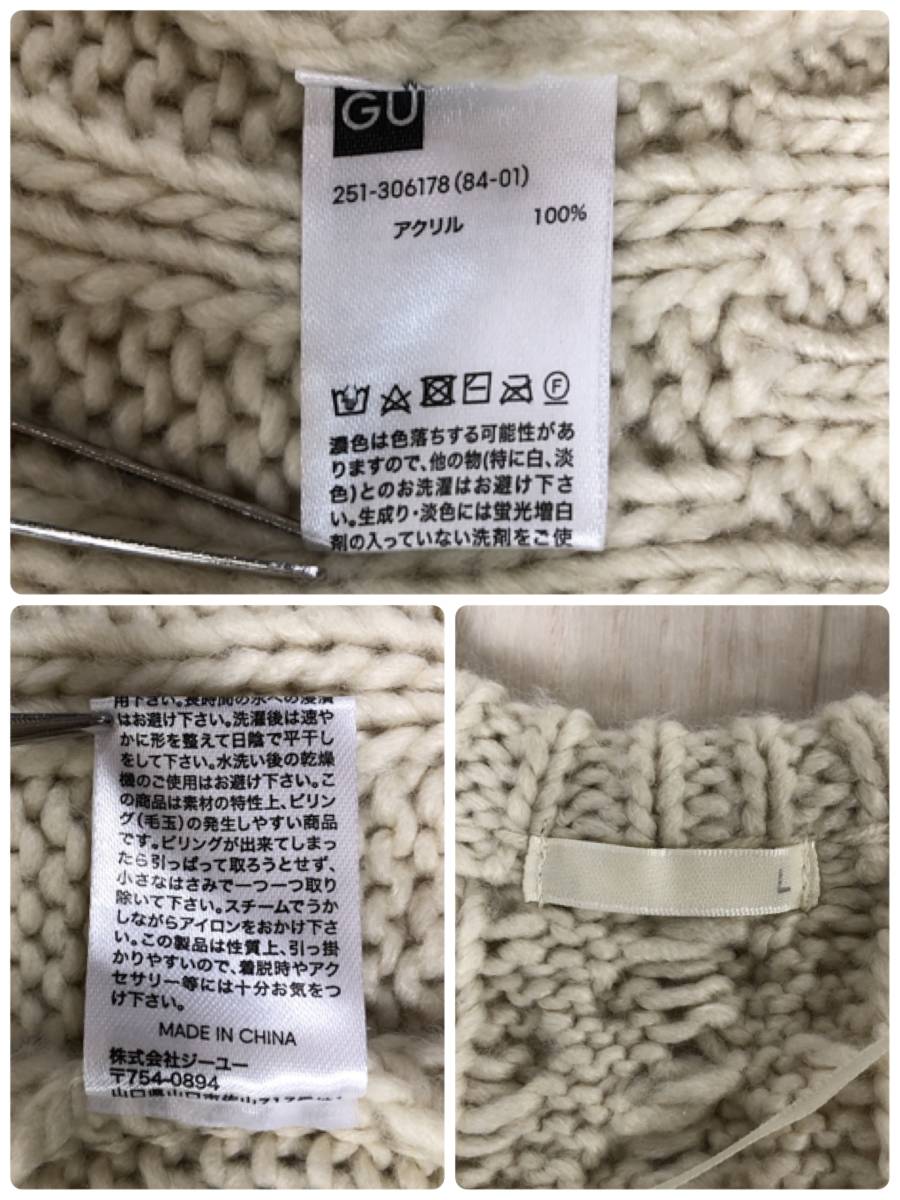 GU
251-306178 (84-01)
アクリル 100%
F
濃色は色落ちする可能性があ
りますので、他の物(特に白、淡
色)とのお洗濯はお避け下さ
い。生成り・淡色には蛍光増白
剤の入っていない洗剤をご使
用下さい。長時間の水への浸漬
はお避け下さい。洗濯後は速や
かに形を整えて日陰で平干し
をして下さい。水洗い後の乾燥
機のご使用はお避け下さい。こ
の商品は素材の特性上、ピリン
グ(毛玉)の発生しやすい商品
です。ピリングが出来てしまっ
たら引っぱって取ろうとせず、
小さなはさみで一つ一つ取り
除いて下さい。スチームでうか
しながらアイロンをおかけ下さ
い。この製品は性質上、引っ掛
かりやすいので、着脱時やアク
セサリー等には十分お気をつ
け下さい。
MADE IN CHINA
株式会社ジーユー
〒754-0894
山口県山口市佐山717
L